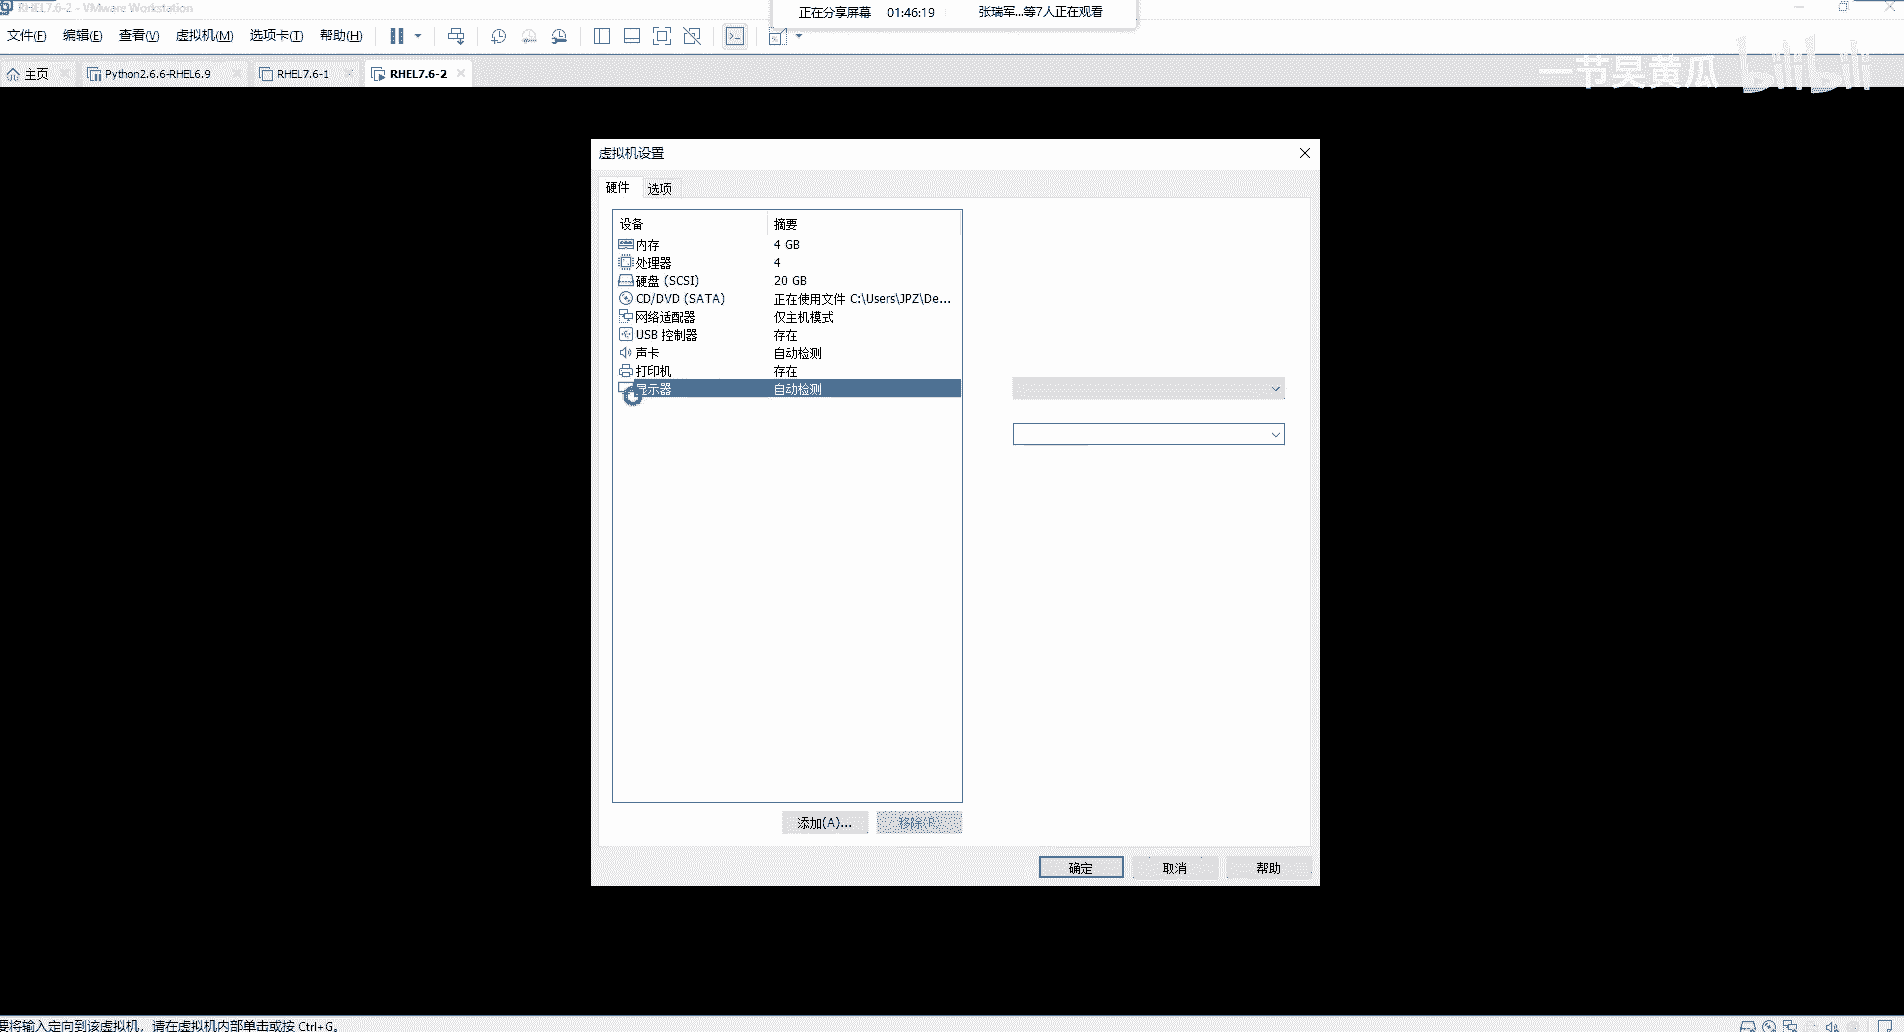 RHEL7.6-2 - VMware Workstation
正在分享屏幕 01:46:19 张瑞军...等7人正在观看
文件(F) 编辑(E) 查看(V) 虚拟机(M) 选项卡(T) 帮助(H)
主页 Python2.6.6-RHEL6.9 RHEL7.6-1 RHEL7.6-2
一节臭黄瓜 bilibili
虚拟机设置
硬件 选项
设备 摘要
内存 4 GB
处理器 4
硬盘 (SCSI) 20 GB
CD/DVD (SATA) 正在使用文件 C:\Users\JPZ\De...
网络适配器 仅主机模式
USB 控制器 存在
声卡 自动检测
打印机 存在
显示器 自动检测
添加(A)... 移除(R)
确定 取消 帮助
要将输入定向到该虚拟机，请在虚拟机内部单击或按 Ctrl+G。